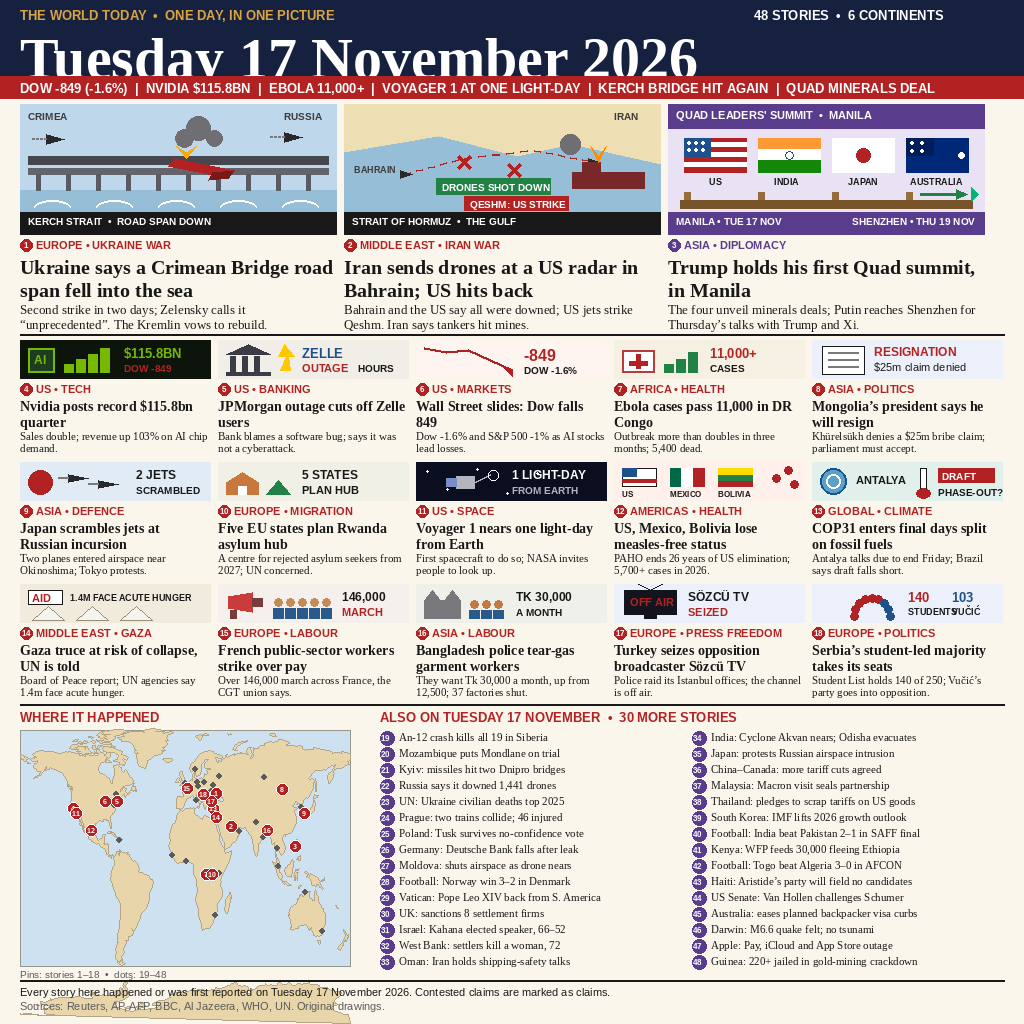 THE WORLD TODAY • ONE DAY, IN ONE PICTURE
48 STORIES • 6 CONTINENTS
Tuesday 17 November 2026
DOW -849 (-1.6%) | NVIDIA $115.8BN | EBOLA 11,000+ | VOYAGER 1 AT ONE LIGHT-DAY | KERCH BRIDGE HIT AGAIN | QUAD MINERALS DEAL
CRIMEA
RUSSIA
KERCH STRAIT • ROAD SPAN DOWN
1 EUROPE • UKRAINE WAR
Ukraine says a Crimean Bridge road
span fell into the sea
Second strike in two days; Zelensky calls it
“unprecedented”. The Kremlin vows to rebuild.
IRAN
BAHRAIN
DRONES SHOT DOWN
QESHM: US STRIKE
STRAIT OF HORMUZ • THE GULF
2 MIDDLE EAST • IRAN WAR
Iran sends drones at a US radar in
Bahrain; US hits back
Bahrain and the US say all were downed; US jets strike
Qeshm. Iran says tankers hit mines.
QUAD LEADERS' SUMMIT • MANILA
US
INDIA
JAPAN
AUSTRALIA
MANILA • TUE 17 NOV
SHENZHEN • THU 19 NOV
3 ASIA • DIPLOMACY
Trump holds his first Quad summit,
in Manila
The four unveil minerals deals; Putin reaches Shenzhen for
Thursday’s talks with Trump and Xi.
AI
$115.8BN
DOW -849
4 US • TECH
Nvidia posts record $115.8bn
quarter
Sales double; revenue up 103% on AI chip
demand.
ZELLE
OUTAGE HOURS
5 US • BANKING
JPMorgan outage cuts off Zelle
users
Bank blames a software bug; says it was
not a cyberattack.
-849
DOW -1.6%
6 US • MARKETS
Wall Street slides: Dow falls
849
Dow -1.6% and S&P 500 -1% as AI stocks
lead losses.
11,000+
CASES
7 AFRICA • HEALTH
Ebola cases pass 11,000 in DR
Congo
Outbreak more than doubles in three
months; 5,400 dead.
RESIGNATION
$25m claim denied
8 ASIA • POLITICS
Mongolia’s president says he
will resign
Khürelsükh denies a $25m bribe claim;
parliament must accept.
2 JETS
SCRAMBLED
9 ASIA • DEFENCE
Japan scrambles jets at
Russian incursion
Two planes entered airspace near
Okinoshima; Tokyo protests.
5 STATES
PLAN HUB
10 EUROPE • MIGRATION
Five EU states plan Rwanda
asylum hub
A centre for rejected asylum seekers from
2027; UN concerned.
1 LIGHT-DAY
FROM EARTH
11 US • SPACE
Voyager 1 nears one light-day
from Earth
First spacecraft to do so; NASA invites
people to look up.
US
MEXICO
BOLIVIA
12 AMERICAS • HEALTH
US, Mexico, Bolivia lose
measles-free status
PAHO ends 26 years of US elimination;
5,700+ cases in 2026.
ANTALYA
DRAFT
PHASE-OUT?
13 GLOBAL • CLIMATE
COP31 enters final days split
on fossil fuels
Antalya talks due to end Friday; Brazil
says draft falls short.
AID
1.4M FACE ACUTE HUNGER
14 MIDDLE EAST • GAZA
Gaza truce at risk of collapse,
UN is told
Board of Peace report; UN agencies say
1.4m face acute hunger.
146,000
MARCH
15 EUROPE • LABOUR
French public-sector workers
strike over pay
Over 146,000 march across France, the
CGT union says.
TK 30,000
A MONTH
16 ASIA • LABOUR
Bangladesh police tear-gas
garment workers
They want Tk 30,000 a month, up from
12,500; 37 factories shut.
OFF AIR
SÖZCÜ TV
SEIZED
17 EUROPE • PRESS FREEDOM
Turkey seizes opposition
broadcaster Sözcü TV
Police raid its Istanbul offices; the channel
is off air.
140
103
STUDENTS
VUČIĆ
18 EUROPE • POLITICS
Serbia’s student-led majority
takes its seats
Student List holds 140 of 250; Vučić’s
party goes into opposition.
WHERE IT HAPPENED
15
18
17
14
2
8
9
16
3
10
6
5
11
12
Pins: stories 1–18 • dots: 19–48
ALSO ON TUESDAY 17 NOVEMBER • 30 MORE STORIES
19 An-12 crash kills all 19 in Siberia
20 Mozambique puts Mondlane on trial
21 Kyiv: missiles hit two Dnipro bridges
22 Russia says it downed 1,441 drones
23 UN: Ukraine civilian deaths top 2025
24 Prague: two trains collide; 46 injured
25 Poland: Tusk survives no-confidence vote
26 Germany: Deutsche Bank falls after leak
27 Moldova: shuts airspace as drone nears
28 Football: Norway win 3–2 in Denmark
29 Vatican: Pope Leo XIV back from S. America
30 UK: sanctions 8 settlement firms
31 Israel: Kahana elected speaker, 66–52
32 West Bank: settlers kill a woman, 72
33 Oman: Iran holds shipping-safety talks
34 India: Cyclone Akvan nears; Odisha evacuates
35 Japan: protests Russian airspace intrusion
36 China–Canada: more tariff cuts agreed
37 Malaysia: Macron visit seals partnership
38 Thailand: pledges to scrap tariffs on US goods
39 South Korea: IMF lifts 2026 growth outlook
40 Football: India beat Pakistan 2–1 in SAFF final
41 Kenya: WFP feeds 30,000 fleeing Ethiopia
42 Football: Togo beat Algeria 3–0 in AFCON
43 Haiti: Aristide’s party will field no candidates
44 US Senate: Van Hollen challenges Schumer
45 Australia: eases planned backpacker visa curbs
46 Darwin: M6.6 quake felt; no tsunami
47 Apple: Pay, iCloud and App Store outage
48 Guinea: 220+ jailed in gold-mining crackdown
Every story here happened or was first reported on Tuesday 17 November 2026. Contested claims are marked as claims.
Sources: Reuters, AP, AFP, BBC, Al Jazeera, WHO, UN. Original drawings.